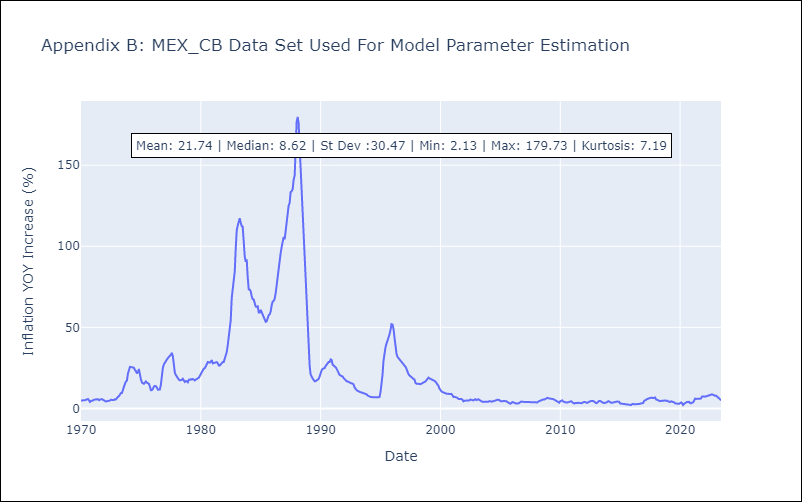 Appendix B: MEX_CB Data Set Used For Model Parameter Estimation
Mean: 21.74 | Median: 8.62 | St Dev :30.47 | Min: 2.13 | Max: 179.73 | Kurtosis: 7.19
Inflation YOY Increase (%)
150
100
50
0
1970
1980
1990
2000
2010
2020
Date